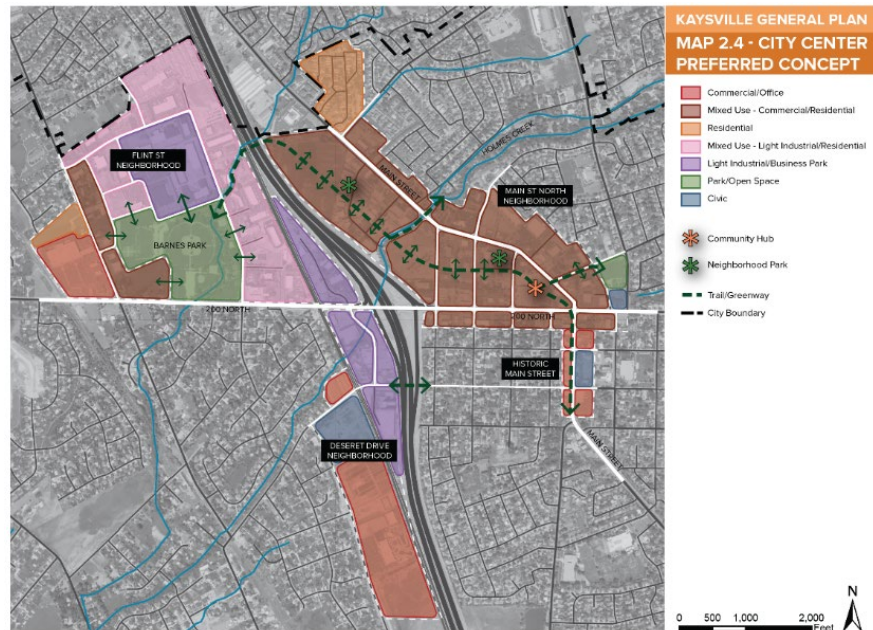 KAYSVILLE GENERAL PLAN
MAP 2.4 - CITY CENTER
PREFERRED CONCEPT
Commercial/Office
Mixed Use - Commercial/Residential
Residential
Mixed Use - Light Industrial/Residential
Light Industrial/Business Park
Park/Open Space
Civic
Community Hub
Neighborhood Park
Trail/Greenway
City Boundary
FLINT ST
NEIGHBORHOOD
MAIN STREET
HOLMES CREEK
MAIN ST NORTH
NEIGHBORHOOD
BARNES PARK
200 NORTH
200 NORTH
HISTORIC
MAIN STREET
DESERET DRIVE
NEIGHBORHOOD
MAIN STREET
N
0 500 1,000 2,000
Feet